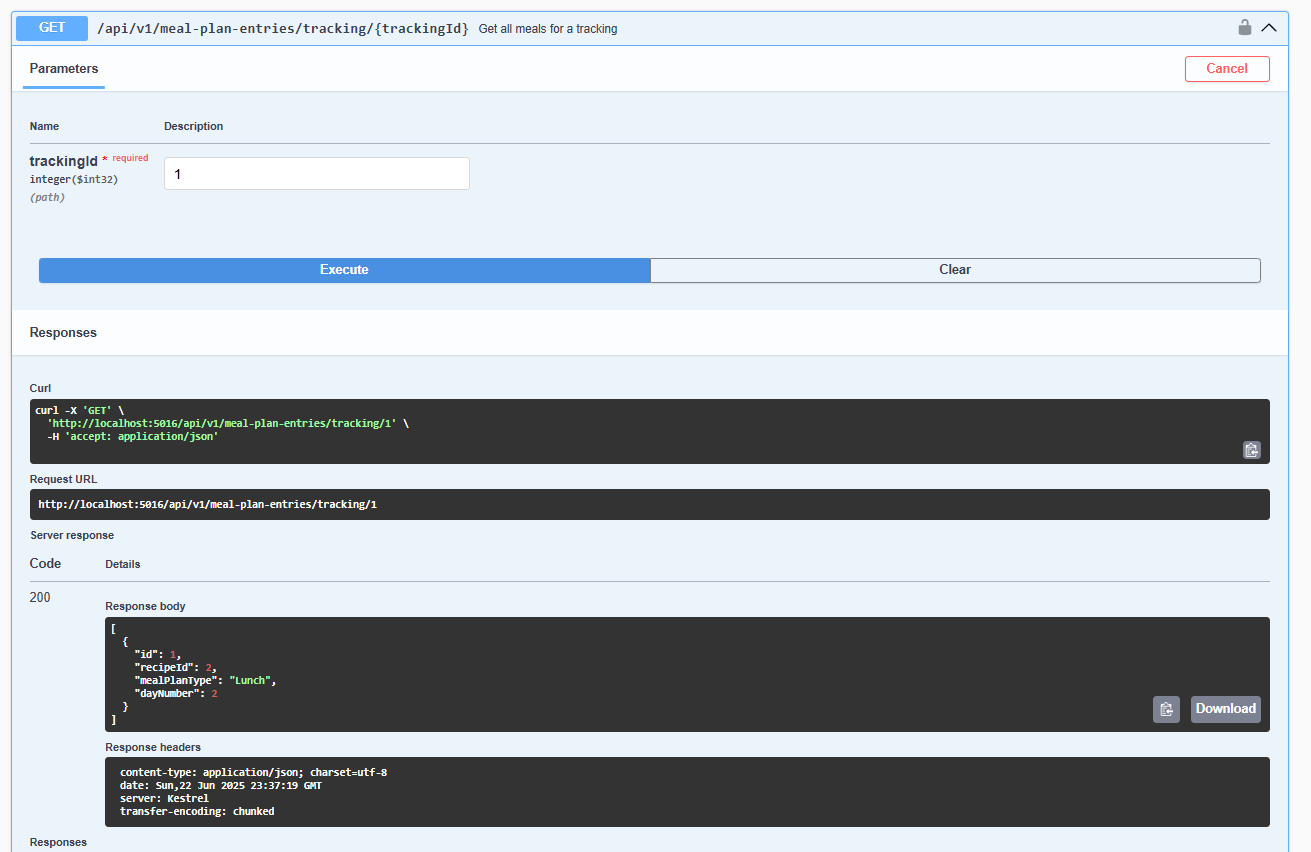 GET /api/v1/meal-plan-entries/tracking/{trackingId} Get all meals for a tracking
Parameters
Cancel
Name Description
trackingId * required
integer($int32)
(path)
1
Execute Clear
Responses
Curl
curl -X 'GET' \
'http://localhost:5016/api/v1/meal-plan-entries/tracking/1' \
-H 'accept: application/json'
Request URL
http://localhost:5016/api/v1/meal-plan-entries/tracking/1
Server response
Code Details
200
Response body
[
{
"id": 1,
"recipeId": 2,
"mealPlanType": "Lunch",
"dayNumber": 2
}
]
Download
Response headers
content-type: application/json; charset=utf-8
date: Sun,22 Jun 2025 23:37:19 GMT
server: Kestrel
transfer-encoding: chunked
Responses